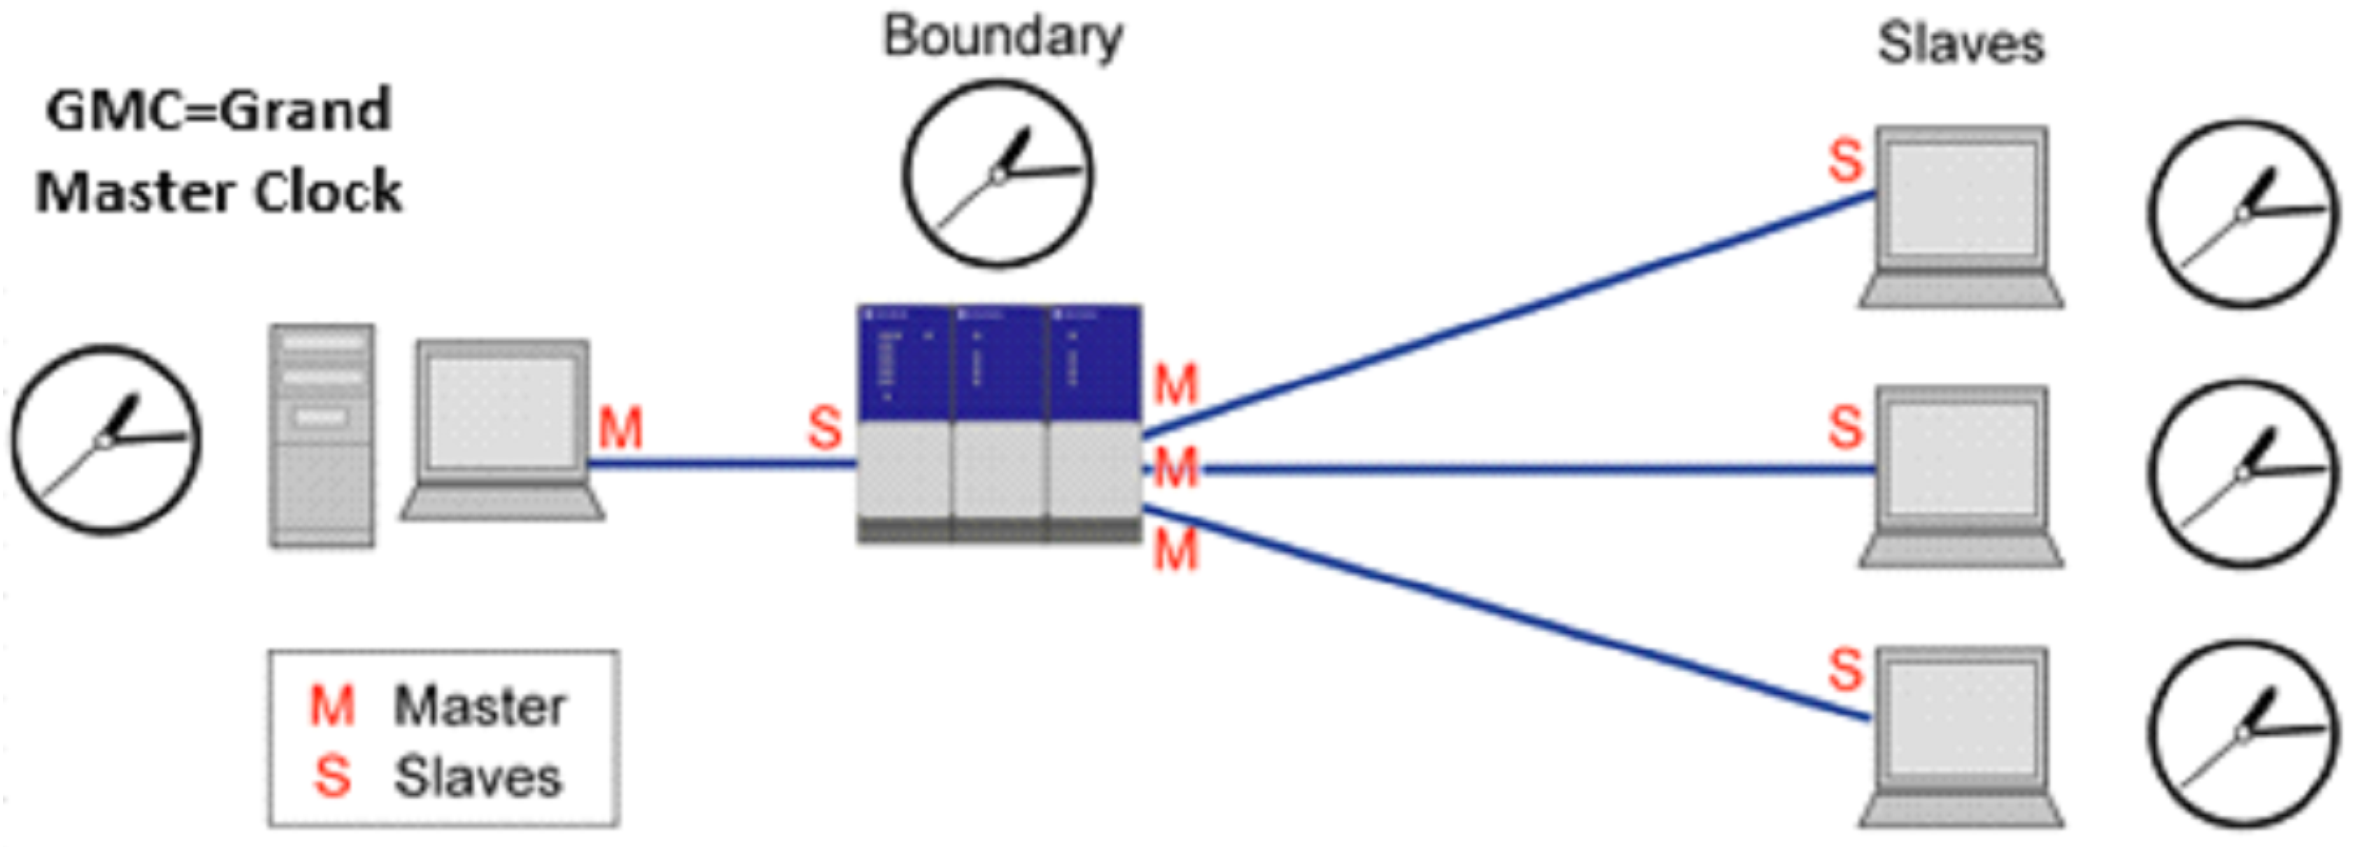 Boundary
Slaves
GMC=Grand
Master Clock
S
M
S
M
S
M
M
S
M Master
S Slaves